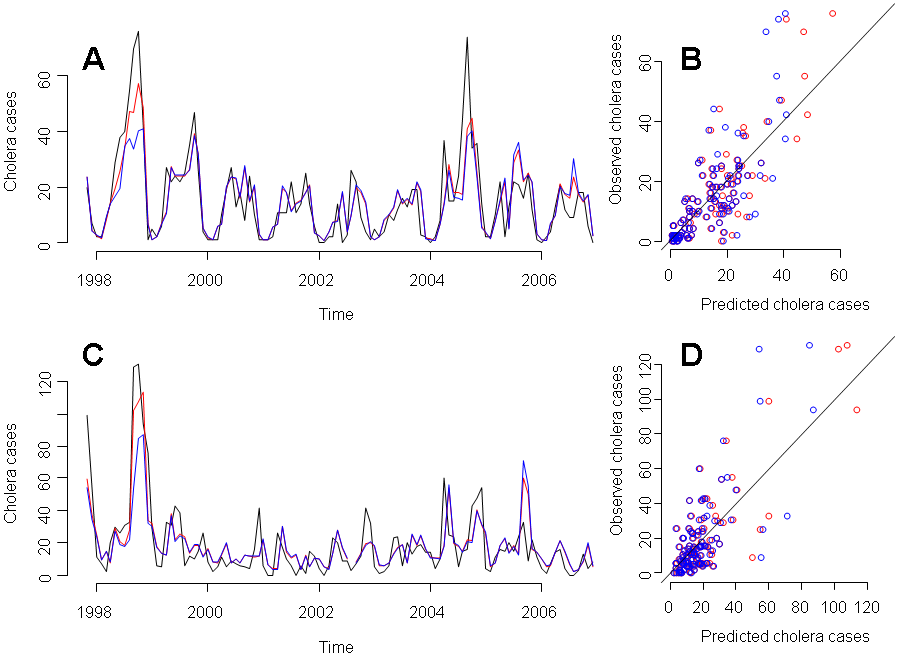 A
Cholera cases
0 20 40 60
1998 2000 2002 2004 2006
Time
B
Observed cholera cases
0 20 40 60
0 20 40 60
Predicted cholera cases
C
Cholera cases
0 20 40 60 80 120
1998 2000 2002 2004 2006
Time
D
Observed cholera cases
0 20 40 60 80 100 120
0 20 40 60 80 100 120
Predicted cholera cases